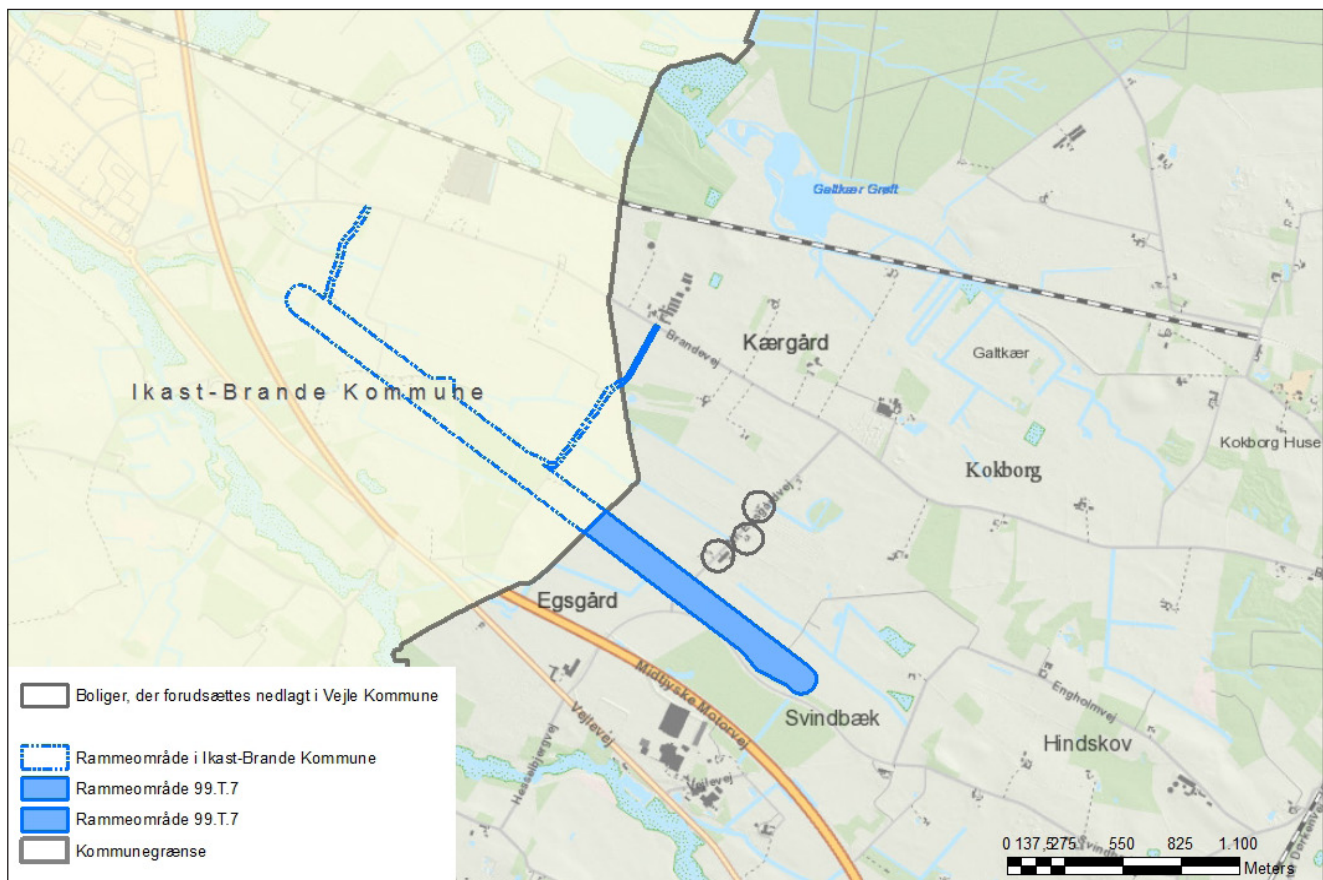 Galtkær Grøft
Kærgård
Brandevej
Galtkær
Ikast-Brande Kommune
Kokborg Huse
Kokborg
Egsgård
Midtjyske Motorvej
Svindbæk
Engholmvej
Hindskov
Vejlevej
Hesselbjergvej
Vejlevej
Boliger, der forudsættes nedlagt i Vejle Kommune
Rammeområde i Ikast-Brande Kommune
Rammeområde 99.T.7
Rammeområde 99.T.7
Kommunegrænse
0 137,5 275 550 825 1.100
Meters